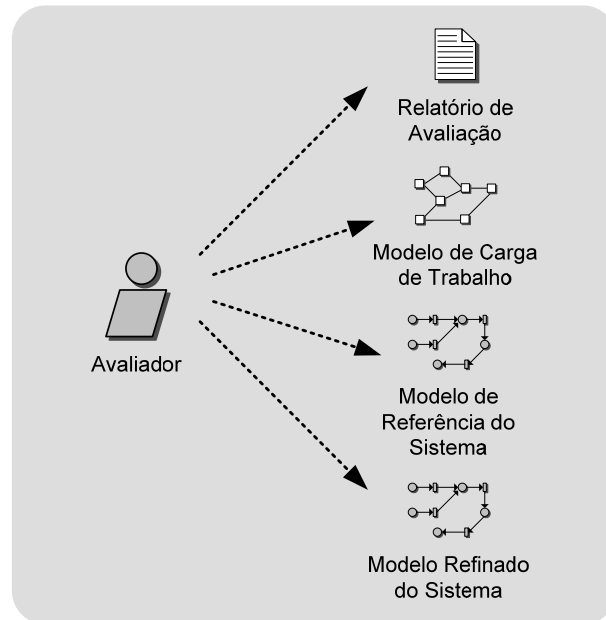 Relatório de
Avaliação
Modelo de Carga
de Trabalho
Avaliador
Modelo de
Referência do
Sistema
Modelo Refinado
do Sistema